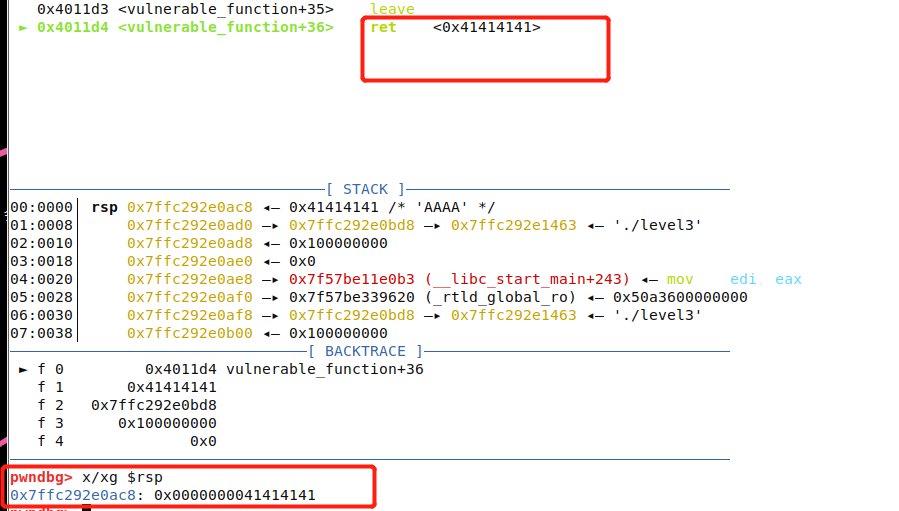 0x4011d3 <vulnerable_function+35> leave
► 0x4011d4 <vulnerable_function+36> ret <0x41414141>
[ STACK ]
00:0000│ rsp 0x7ffc292e0ac8 ◂— 0x41414141 /* 'AAAA' */
01:0008│ 0x7ffc292e0ad0 —▸ 0x7ffc292e0bd8 —▸ 0x7ffc292e1463 ◂— './level3'
02:0010│ 0x7ffc292e0ad8 ◂— 0x100000000
03:0018│ 0x7ffc292e0ae0 ◂— 0x0
04:0020│ 0x7ffc292e0ae8 —▸ 0x7f57be11e0b3 (__libc_start_main+243) ◂— mov edi, eax
05:0028│ 0x7ffc292e0af0 —▸ 0x7f57be339620 (_rtld_global_ro) ◂— 0x50a3600000000
06:0030│ 0x7ffc292e0af8 —▸ 0x7ffc292e0bd8 —▸ 0x7ffc292e1463 ◂— './level3'
07:0038│ 0x7ffc292e0b00 ◂— 0x100000000
[ BACKTRACE ]
► f 0 0x4011d4 vulnerable_function+36
f 1 0x41414141
f 2 0x7ffc292e0bd8
f 3 0x100000000
f 4 0x0
pwndbg> x/xg $rsp
0x7ffc292e0ac8: 0x0000000041414141